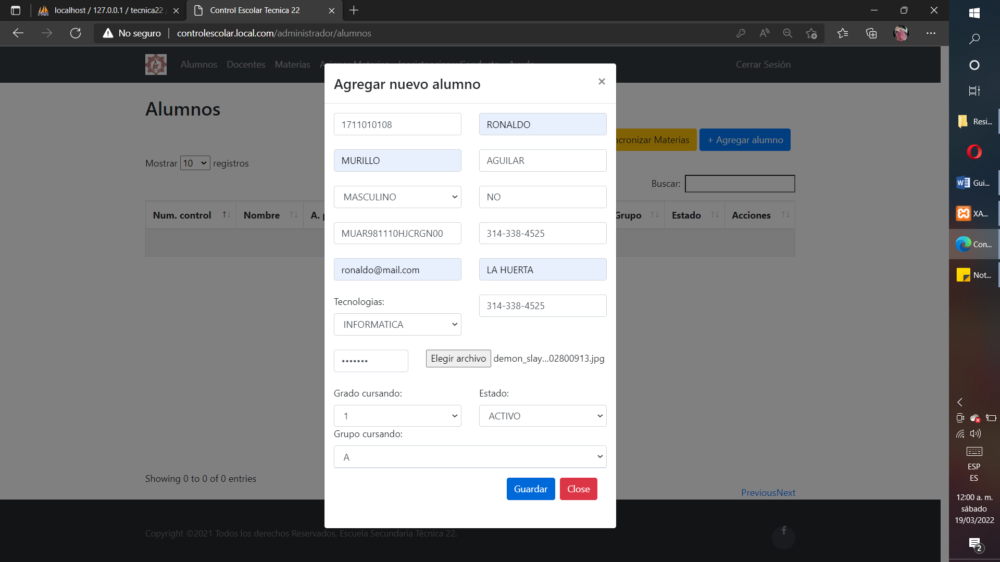 localhost / 127.0.0.1 / tecnica22
Control Escolar Tecnica 22
No seguro
controlescolar.local.com/administrador/alumnos
Alumnos Docentes Materias
Cerrar Sesión
Alumnos
ncronizar Materias
+ Agregar alumno
Mostrar 10 registros
Buscar:
Num. control Nombre A. Grupo Estado Acciones
Agregar nuevo alumno
×
1711010108 RONALDO
MURILLO AGUILAR
MASCULINO NO
MUAR981110HJCRGN00 314-338-4525
ronaldo@mail.com LA HUERTA
Tecnologias: 314-338-4525
INFORMATICA
••••••• Elegir archivo demon_slay...02800913.jpg
Grado cursando: Estado:
1 ACTIVO
Grupo cursando:
A
Guardar Close
Showing 0 to 0 of 0 entries
PreviousNext
Copyright ©2021 Todos los derechos Reservados, Escuela Secundaria Técnica 22.
Resi...
Gui...
XA...
Con...
Not...
ESP
ES
12:00 a. m.
sábado
19/03/2022
2